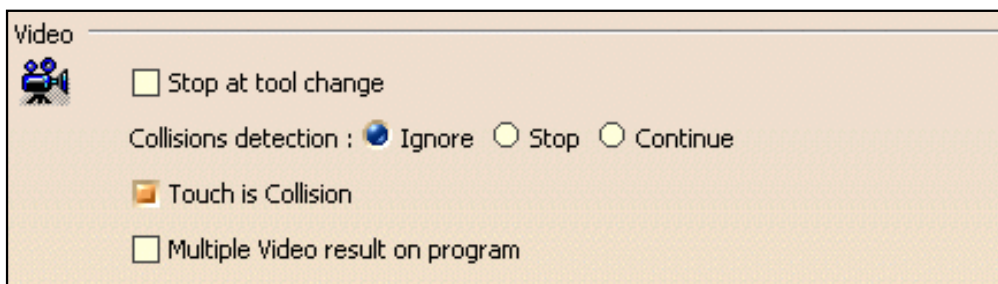 Video
Stop at tool change
Collisions detection : Ignore Stop Continue
Touch is Collision
Multiple Video result on program